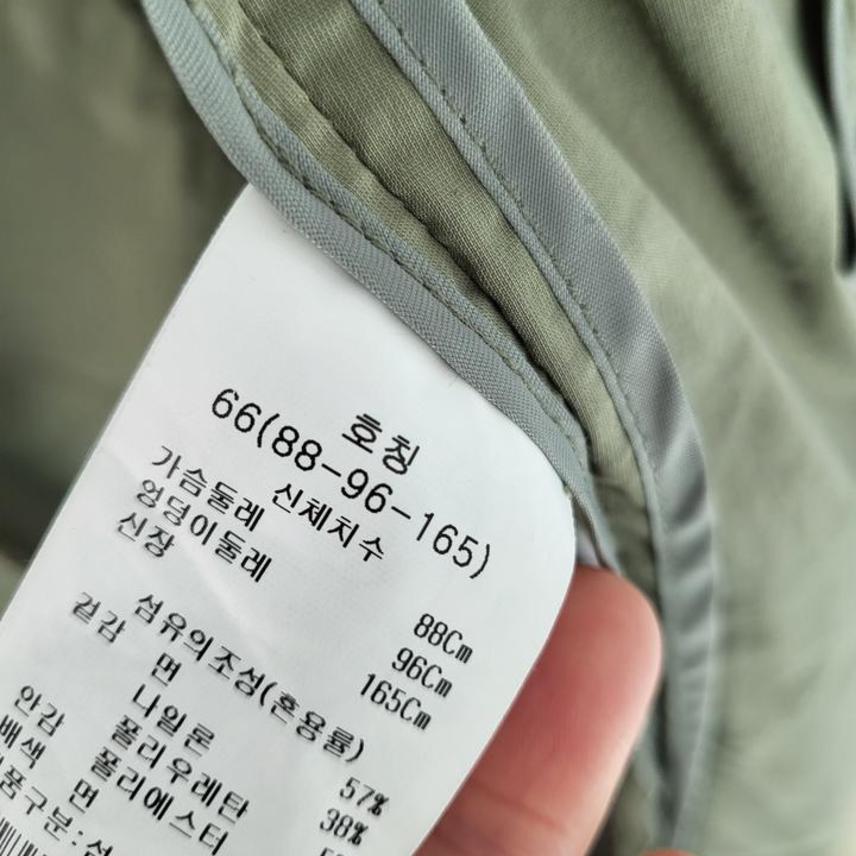 호칭
66(88-96-165)
신체치수
가슴둘레 88Cm
엉덩이둘레 96Cm
신장 165Cm
섬유의조성(혼용률)
겉감 면 57%
나일론 38%
폴리우레탄
안감 폴리에스터
배색 면